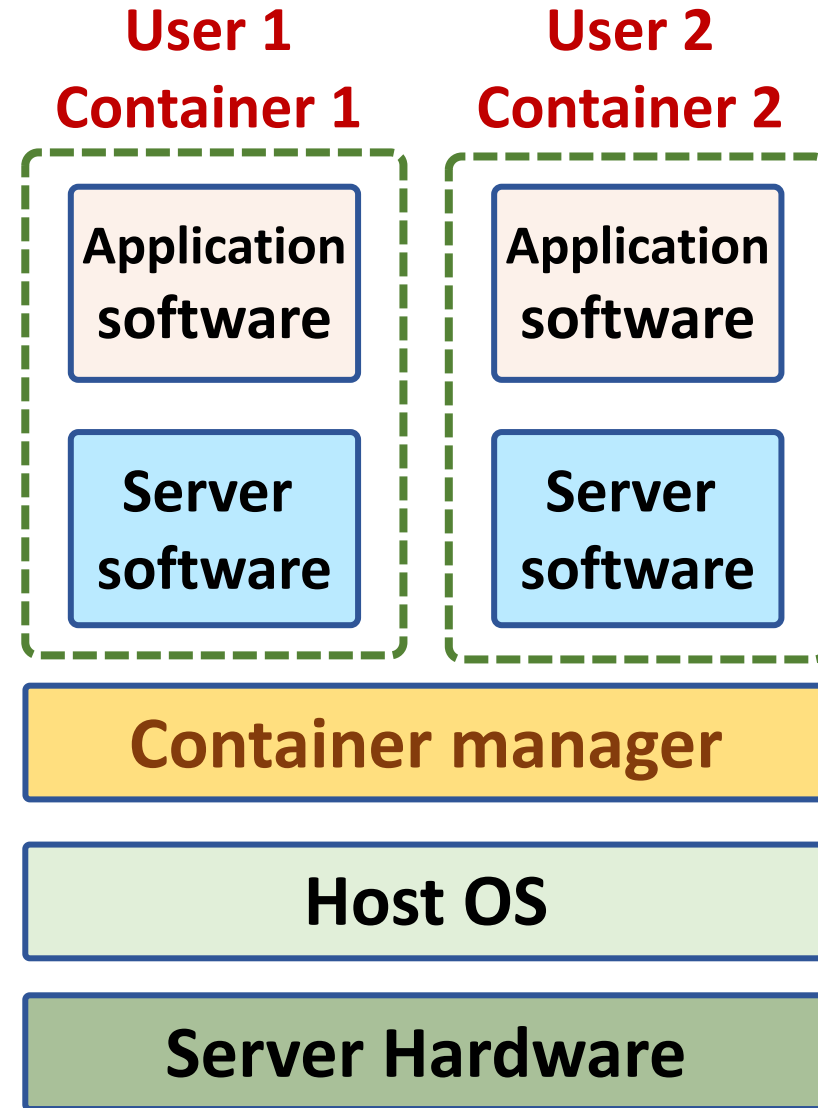 User 1
Container 1
User 2
Container 2
Application
software
Application
software
Server
software
Server
software
Container manager
Host OS
Server Hardware